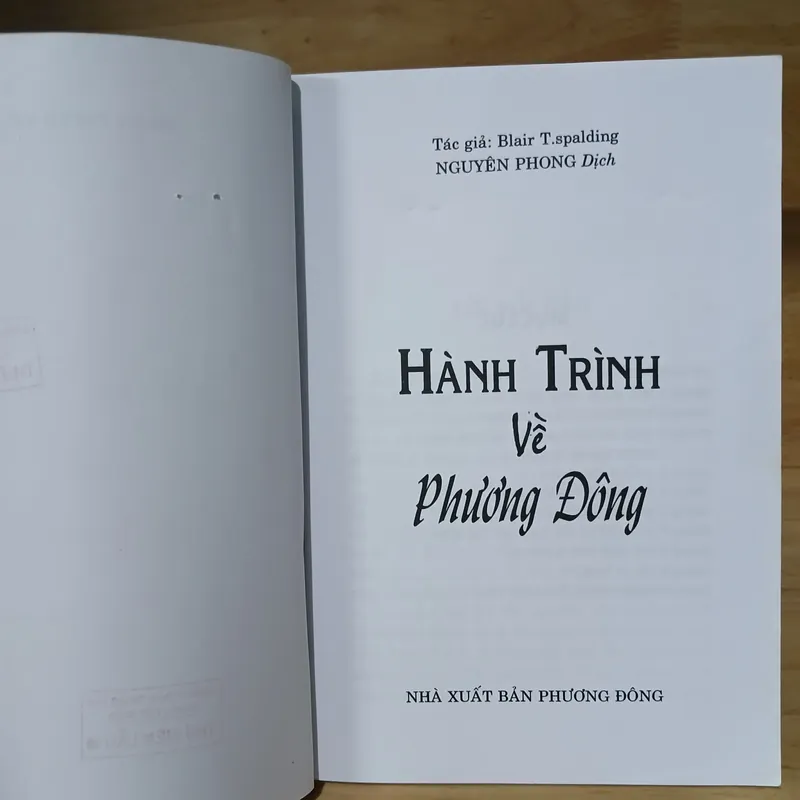 Tác giả: Blair T.spalding
NGUYÊN PHONG Dịch
HÀNH TRÌNH
Về
Phương Đông
NHÀ XUẤT BẢN PHƯƠNG ĐÔNG